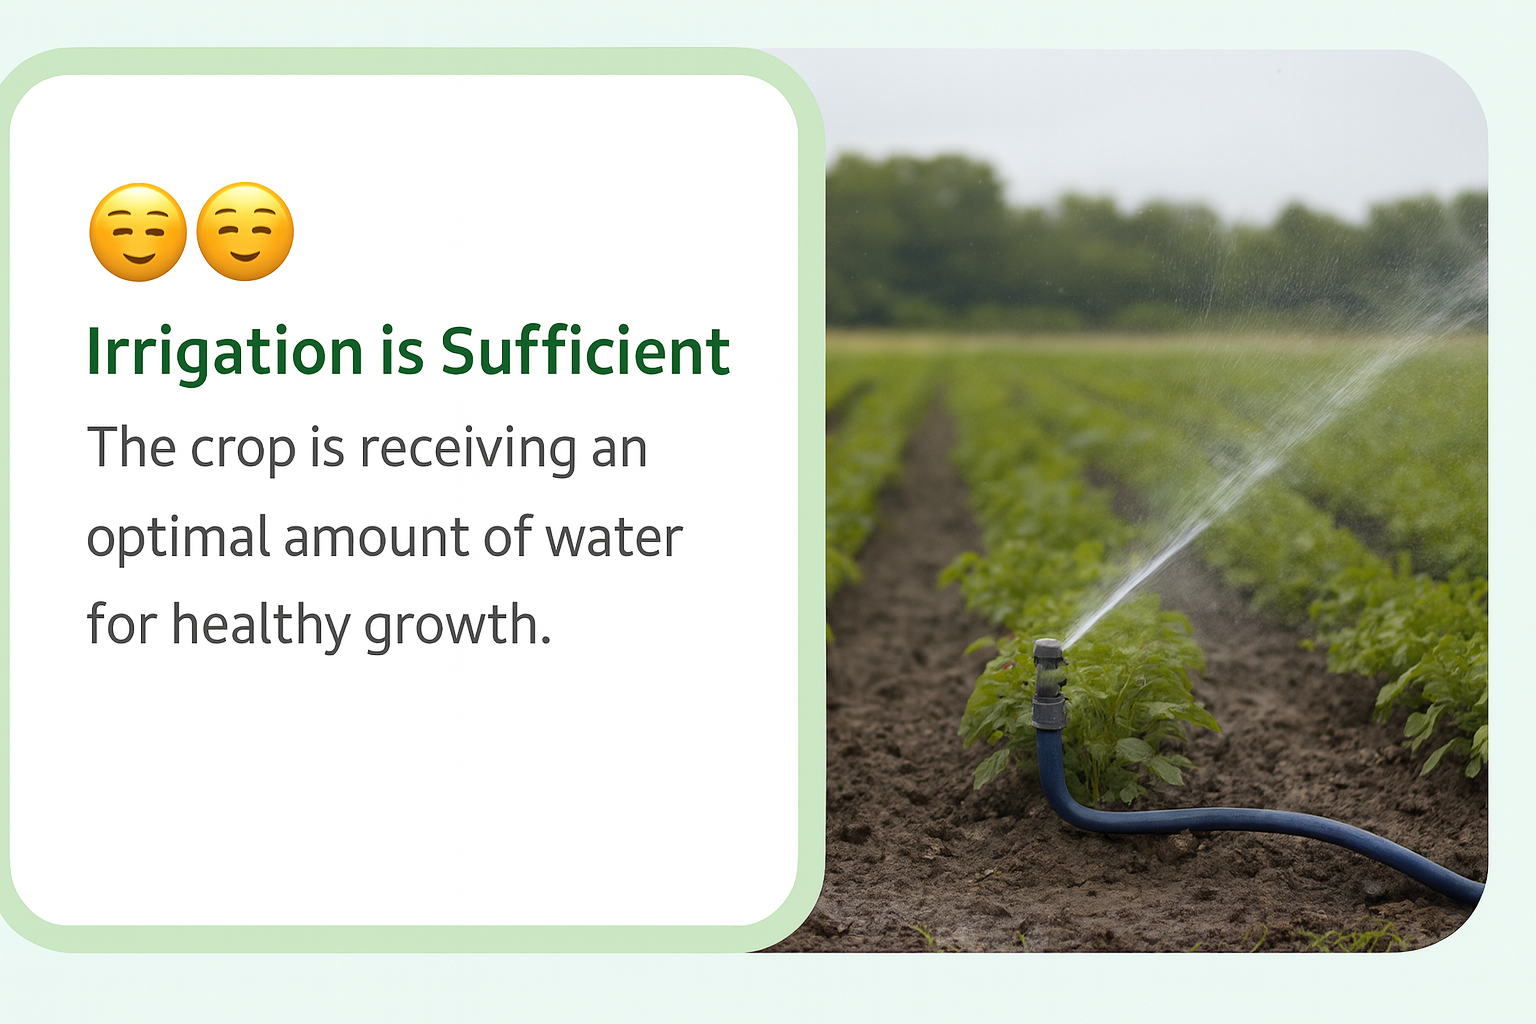 Irrigation is Sufficient
The crop is receiving an
optimal amount of water
for healthy growth.